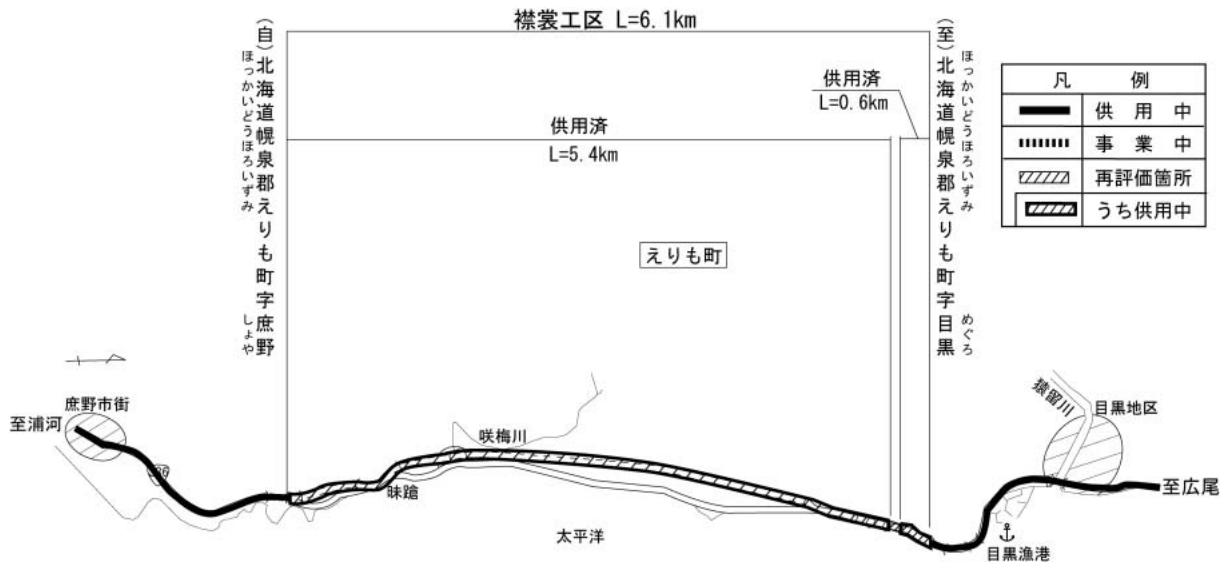 襟裳工区 L=6.1km
(自)北海道幌泉郡えりも町字庶野
ほっかいどうほろいずみ
しょや
(至)北海道幌泉郡えりも町字目黒
ほっかいどうほろいずみ
めぐろ
供用済
L=0.6km
供用済
L=5.4km
凡 例
供 用 中
事 業 中
再評価箇所
うち供用中
えりも町
庶野市街
至浦河
咲梅川
猿留川
目黒地区
至広尾
太平洋
目黒漁港